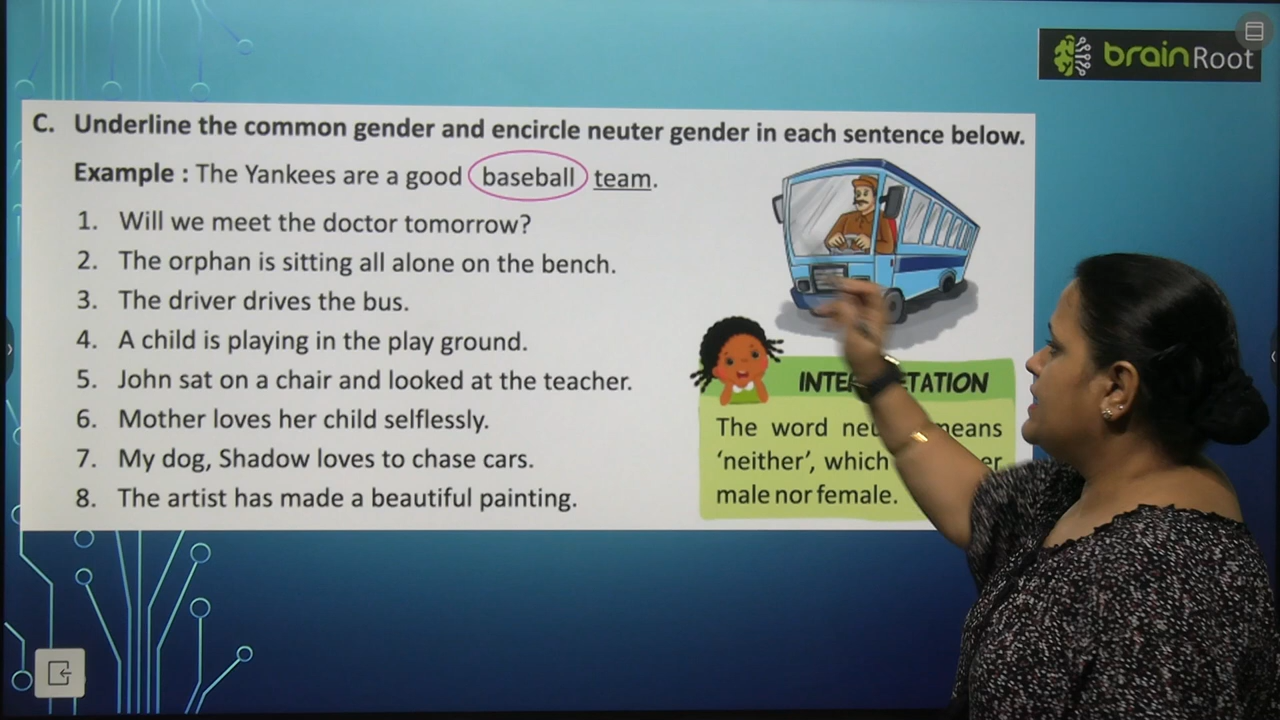 brainRoot
C. Underline the common gender and encircle neuter gender in each sentence below.
Example : The Yankees are a good baseball team.
1. Will we meet the doctor tomorrow?
2. The orphan is sitting all alone on the bench.
3. The driver drives the bus.
4. A child is playing in the play ground.
5. John sat on a chair and looked at the teacher.
6. Mother loves her child selflessly.
7. My dog, Shadow loves to chase cars.
8. The artist has made a beautiful painting.
The word means
'neither', which
male nor female.